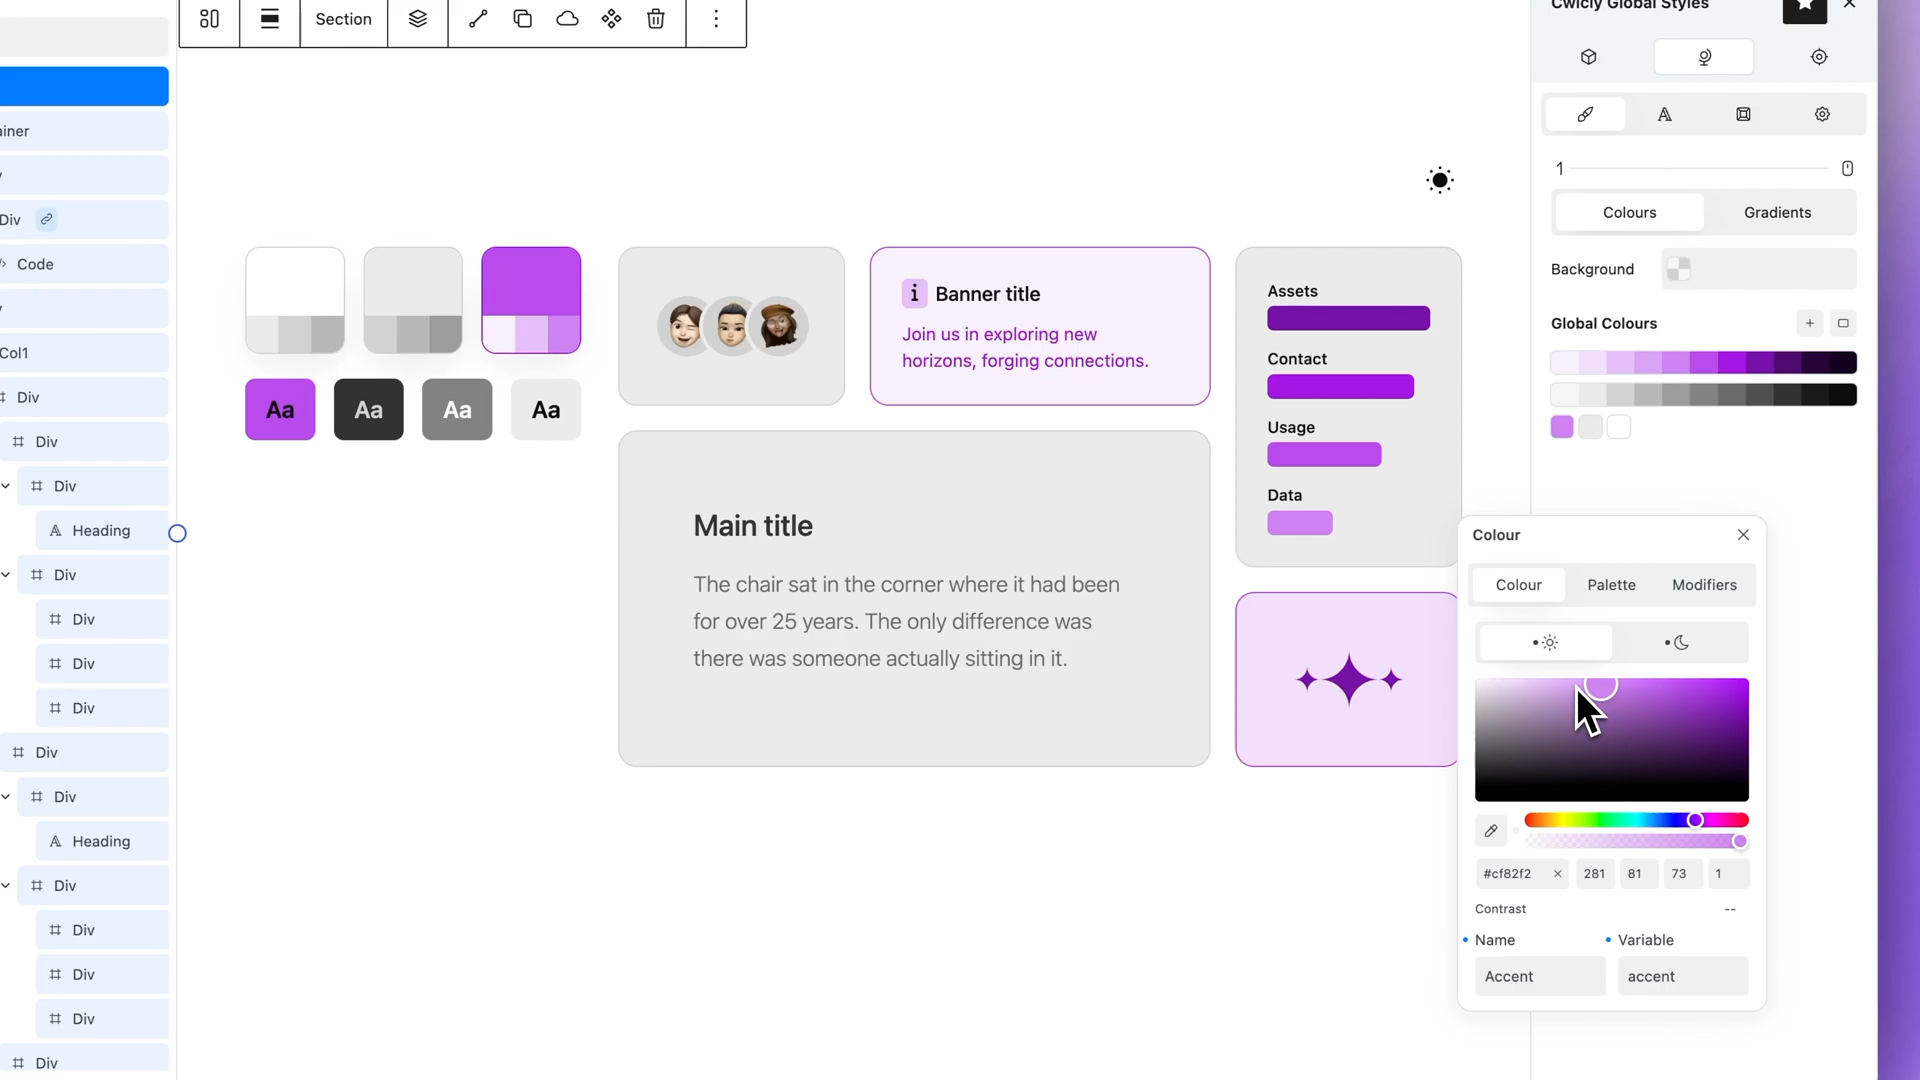 Section
Cwicly Global Styles
ainer
Div
Code
Col1
Div
Div
Div
Heading
Div
Div
Div
Div
Div
Div
Heading
Div
Div
Div
Div
Div
Aa
Aa
Aa
Aa
i Banner title
Join us in exploring new
horizons, forging connections.
Main title
The chair sat in the corner where it had been
for over 25 years. The only difference was
there was someone actually sitting in it.
Assets
Contact
Usage
Data
1
Colours Gradients
Background
Global Colours
Colour
Colour Palette Modifiers
#cf82f2 281 81 73 1
Contrast --
Name Variable
Accent accent